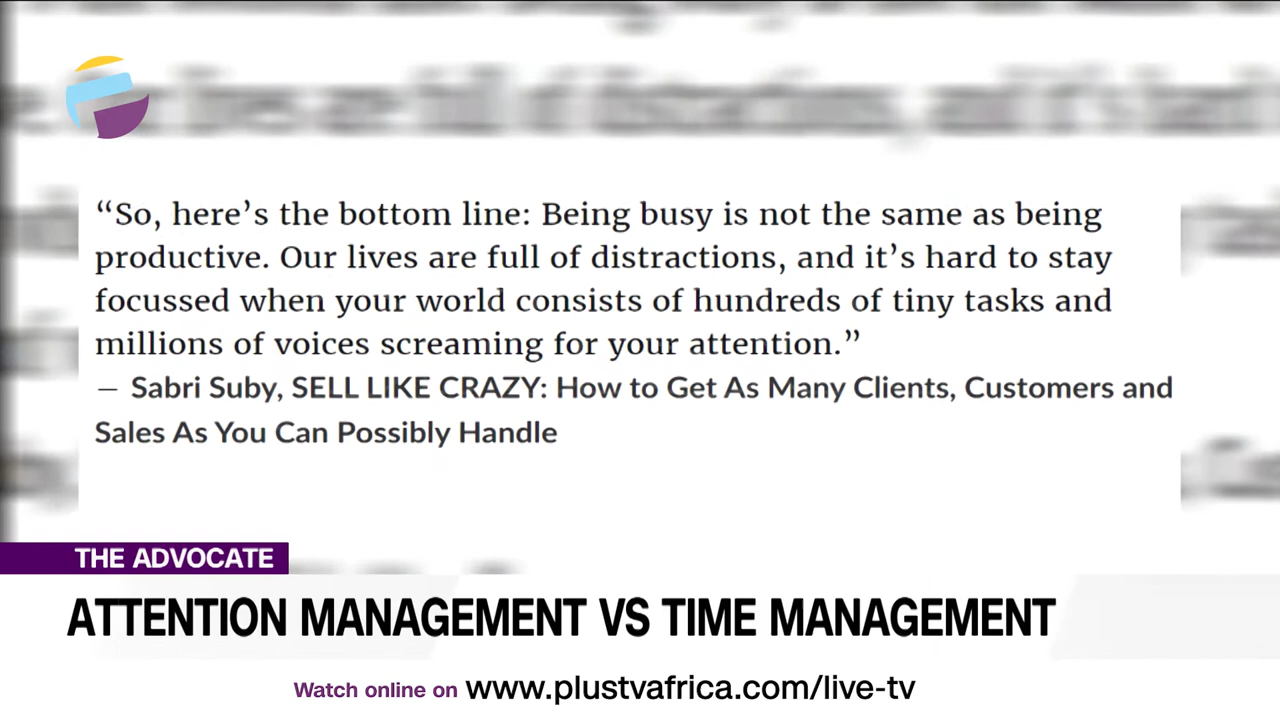 “So, here’s the bottom line: Being busy is not the same as being
productive. Our lives are full of distractions, and it’s hard to stay
focussed when your world consists of hundreds of tiny tasks and
millions of voices screaming for your attention.”
— Sabri Suby, SELL LIKE CRAZY: How to Get As Many Clients, Customers and
Sales As You Can Possibly Handle
THE ADVOCATE
ATTENTION MANAGEMENT VS TIME MANAGEMENT
Watch online on www.plustvafrica.com/live-tv